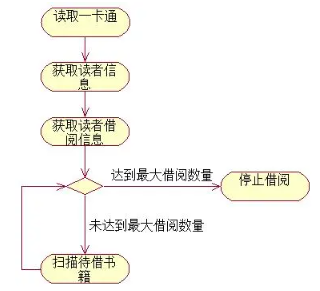 读取一卡通
获取读者信
息
获取读者借
阅信息
达到最大借阅数量
停止借阅
未达到最大借阅数量
扫描待借书
籍